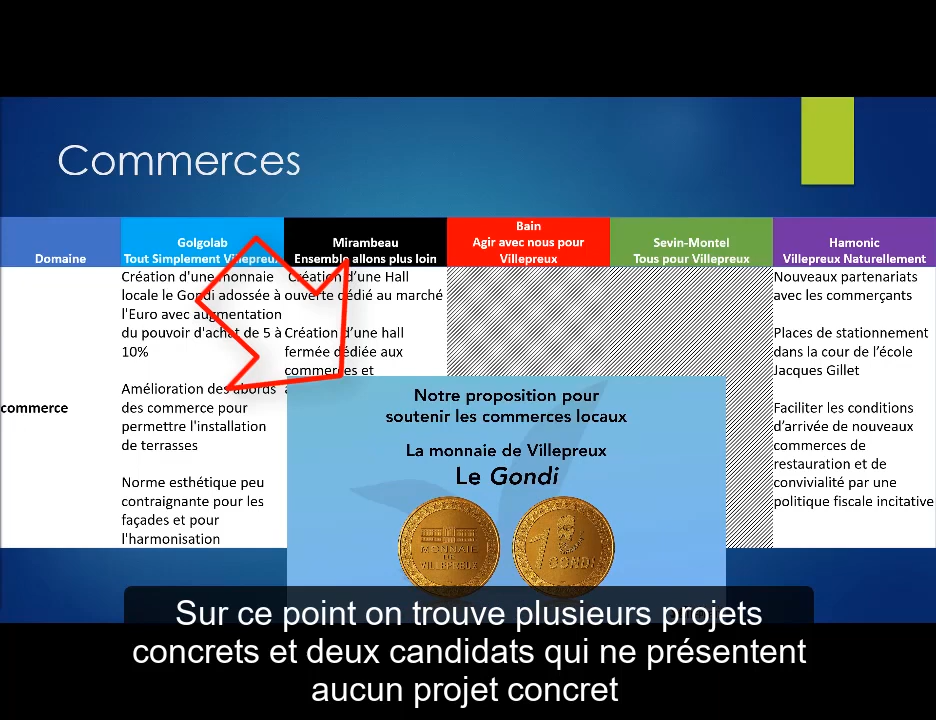 Commerces
Domaine
Golgolab
Tout Simplement Villepreux
Mirambeau
Ensemble allons plus loin
Bain
Agir avec nous pour
Villepreux
Sevin-Montel
Tous pour Villepreux
Hamonic
Villepreux Naturellement
commerce
Création d'une monnaie
locale le Gondi adossée à
l'Euro avec augmentation
du pouvoir d'achat de 5 à
10%
Amélioration des abords
des commerce pour
permettre l'installation
de terrasses
Norme esthétique peu
contraignante pour les
façades et pour
l'harmonisation
Création d'une Hall
ouverte dédié au marché
Création d'une hall
fermée dédiée aux
commerces et
Nouveaux partenariats
avec les commerçants
Places de stationnement
dans la cour de l'école
Jacques Gillet
Faciliter les conditions
d'arrivée de nouveaux
commerces de
restauration et de
convivialité par une
politique fiscale incitative
Notre proposition pour
soutenir les commerces locaux
La monnaie de Villepreux
Le Gondi
MONNAIE
DE
VILLEPREUX
1 GONDI
Sur ce point on trouve plusieurs projets
concrets et deux candidats qui ne présentent
aucun projet concret